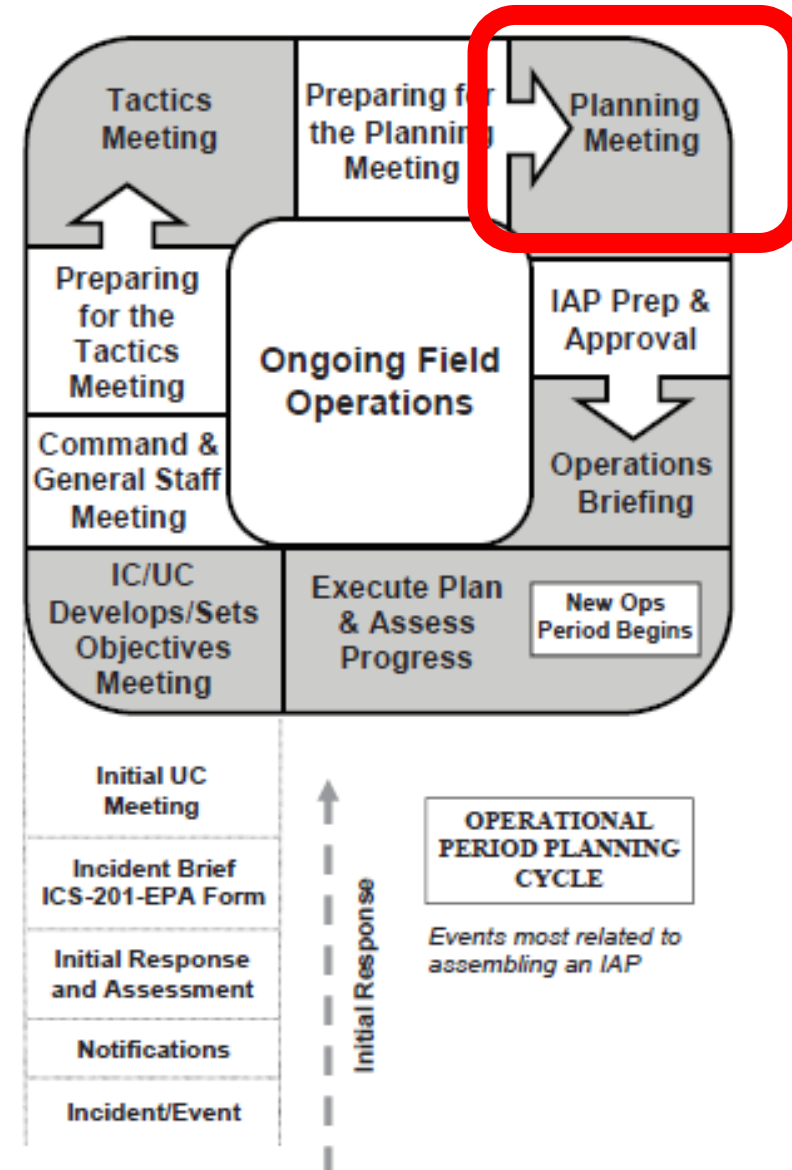 Tactics
Meeting
Preparing for
the Planning
Meeting
Planning
Meeting
Preparing
for the
Tactics
Meeting
Ongoing Field
Operations
IAP Prep &
Approval
Command &
General Staff
Meeting
Operations
Briefing
IC/UC
Develops/Sets
Objectives
Meeting
Execute Plan
& Assess
Progress
New Ops
Period Begins
Initial UC
Meeting
Incident Brief
ICS-201-EPA Form
Initial Response
and Assessment
Notifications
Incident/Event
Initial Response
OPERATIONAL
PERIOD PLANNING
CYCLE
Events most related to
assembling an IAP